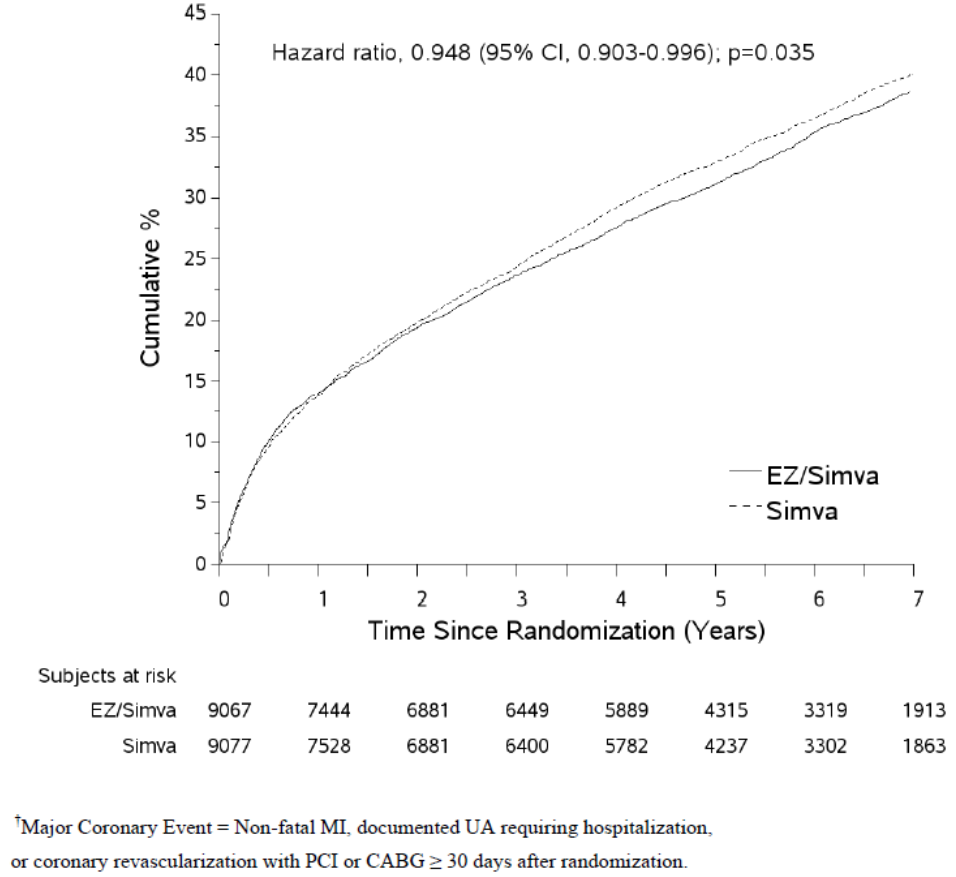 45
Hazard ratio, 0.948 (95% CI, 0.903-0.996); p=0.035
40
35
30
25
20
15
10
5
0
Cumulative %
EZ/Simva
Simva
0 1 2 3 4 5 6 7
Time Since Randomization (Years)
Subjects at risk
EZ/Simva 9067 7444 6881 6449 5889 4315 3319 1913
Simva 9077 7528 6881 6400 5782 4237 3302 1863
†Major Coronary Event = Non-fatal MI, documented UA requiring hospitalization,
or coronary revascularization with PCI or CABG ≥ 30 days after randomization.